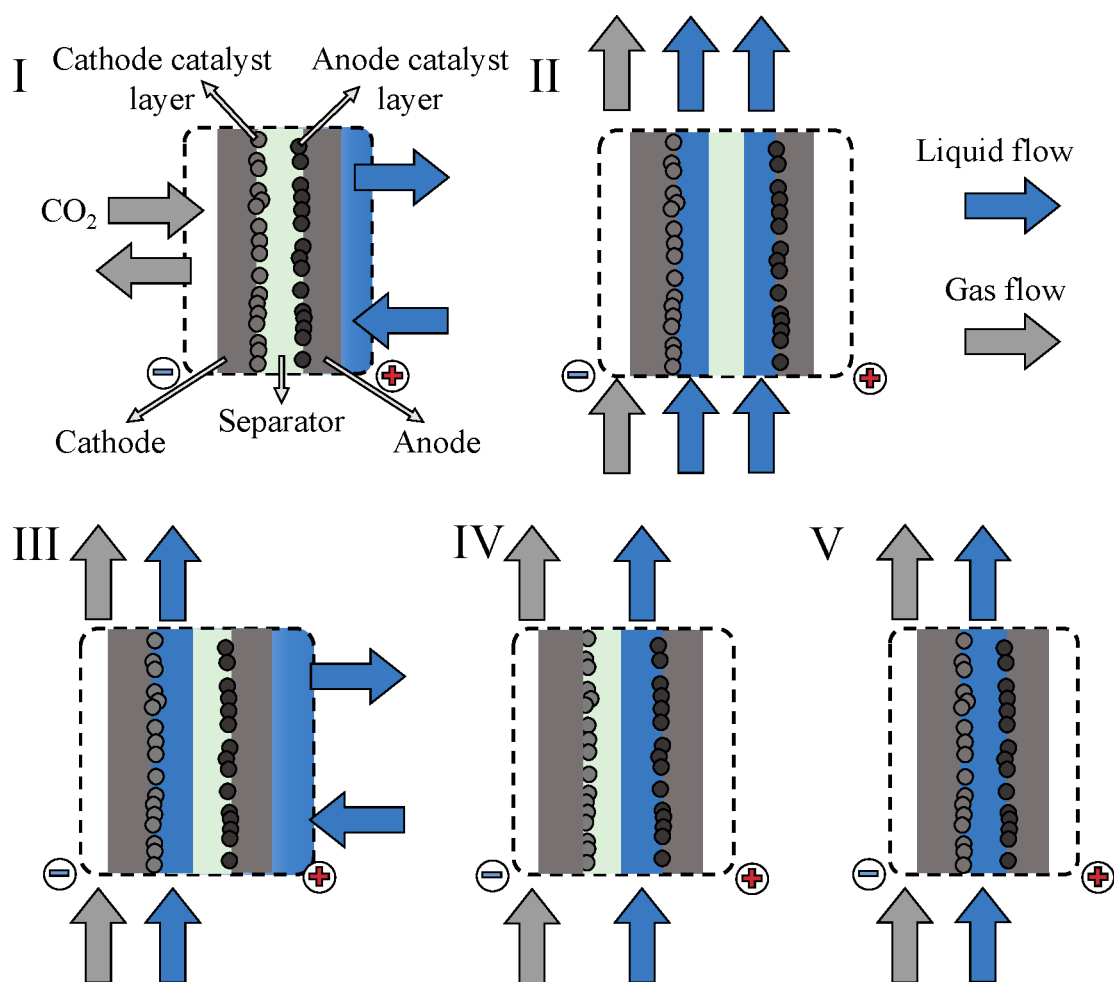 I
Cathode catalyst
layer
Anode catalyst
layer
CO₂
Separator
Cathode
Anode
II
Liquid flow
Gas flow
III
IV
V